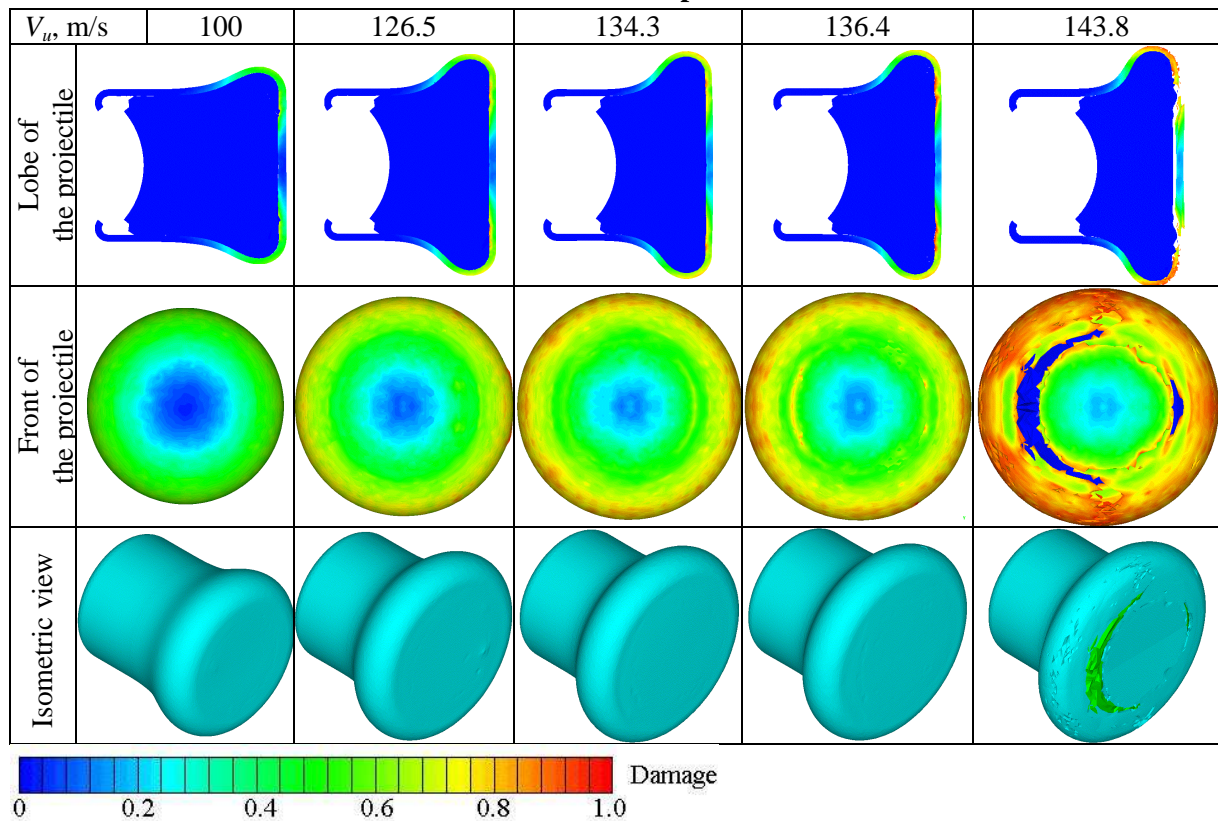 V_u, m/s 100 126.5 134.3 136.4 143.8
Lobe of
the projectile
Front of
the projectile
Isometric view
Damage
0 0.2 0.4 0.6 0.8 1.0